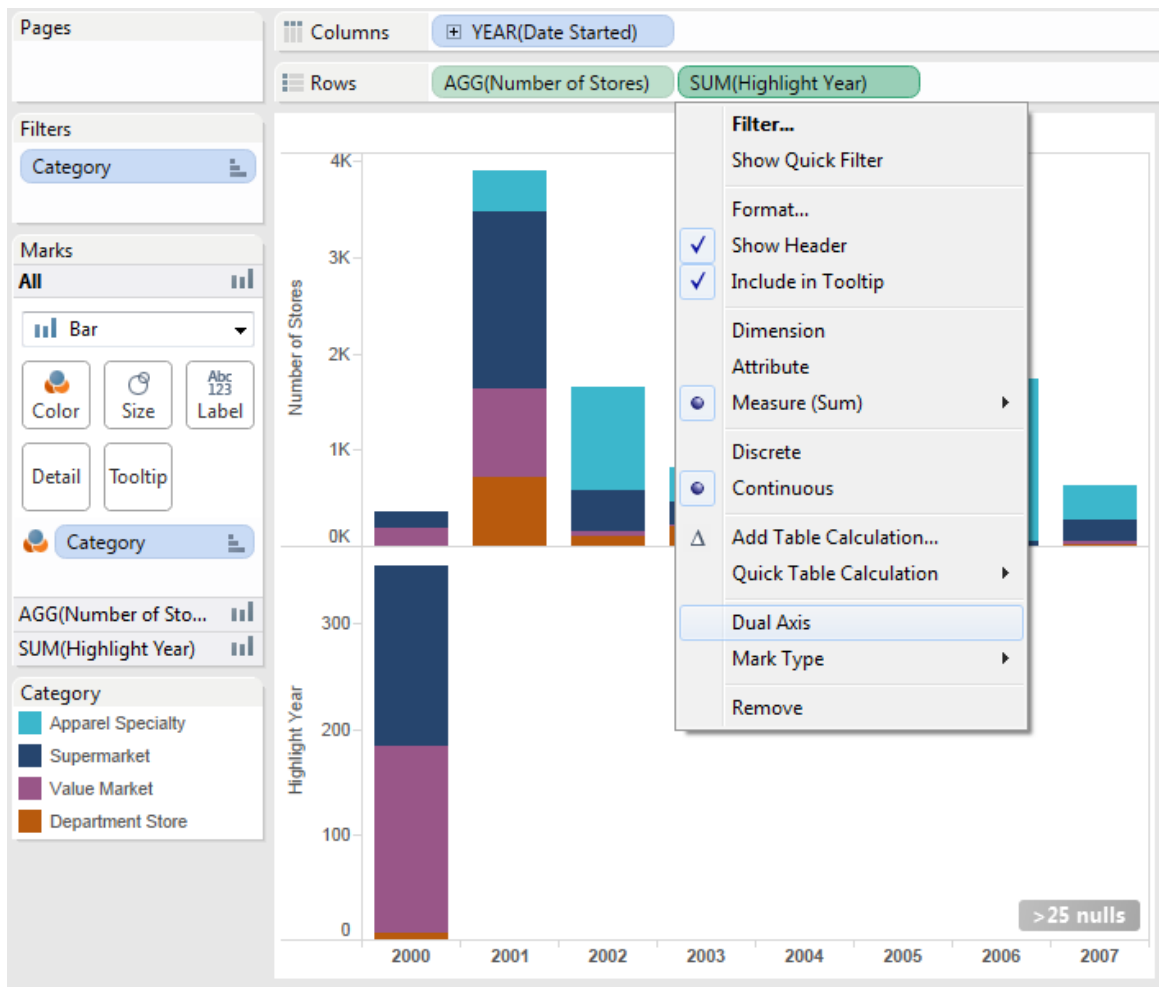 Pages
Columns
YEAR(Date Started)
Rows
AGG(Number of Stores)
SUM(Highlight Year)
Filters
Category
Marks
All
Bar
Color
Size
Abc
123
Label
Detail
Tooltip
Category
AGG(Number of Sto...
SUM(Highlight Year)
Category
Apparel Specialty
Supermarket
Value Market
Department Store
4K
3K
2K
1K
0K
Number of Stores
300
200
100
0
Highlight Year
Filter...
Show Quick Filter
Format...
Show Header
Include in Tooltip
Dimension
Attribute
Measure (Sum)
Discrete
Continuous
Δ Add Table Calculation...
Quick Table Calculation
Dual Axis
Mark Type
Remove
>25 nulls
2000 2001 2002 2003 2004 2005 2006 2007